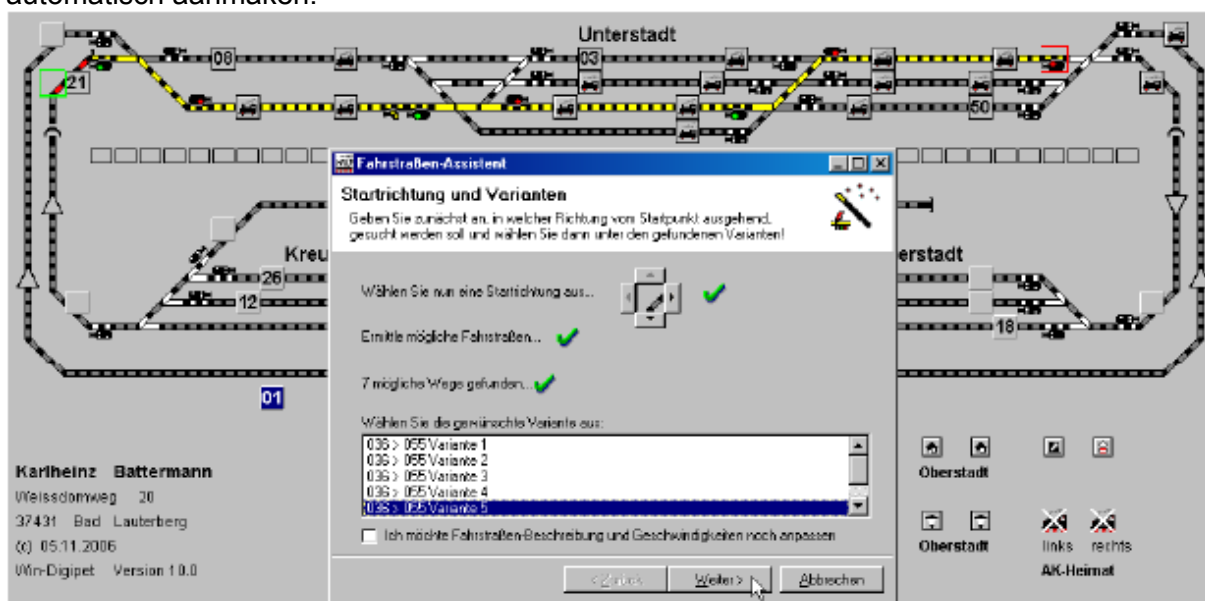 automatisch aanmaken.
Unterstadt
08
03
21
50
Fahrstraßen-Assistent
Startrichtung und Varianten
Geben Sie zunächst an, in welcher Richtung vom Startpunkt ausgehend,
gesucht werden soll und wählen Sie dann unter den gefundenen Varianten!
Kreu
erstadt
26
Wählen Sie nun eine Startrichtung aus...
12
18
Ermittle mögliche Fahrstraßen...
7 mögliche Wege gefunden...
01
Wählen Sie die gewünschte Variante aus:
036 > 055 Variante 1
036 > 055 Variante 2
036 > 055 Variante 3
036 > 055 Variante 4
036 > 055 Variante 5
Ich möchte Fahrstraßen-Beschreibung und Geschwindigkeiten noch anpassen
< Zurück
Weiter >
Abbrechen
Karlheinz Battermann
Weissdornweg 20
37431 Bad Lauterberg
(c) 05.11.2006
Win-Digipet Version 10.0
Oberstadt
Oberstadt
links rechts
AK-Heimat